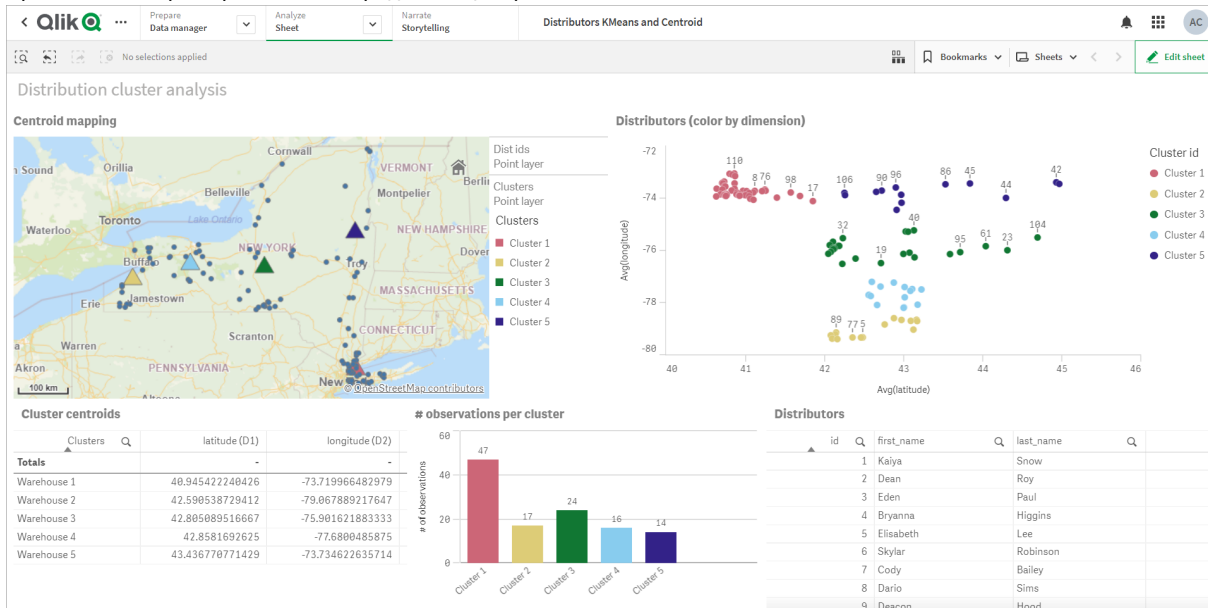 Qlik
Prepare
Data manager
Analyze
Sheet
Narrate
Storytelling
Distributors KMeans and Centroid
AC
No selections applied
Bookmarks
Sheets
Edit sheet
Distribution cluster analysis
Centroid mapping
Cornwall
n Sound
Orillia
VERMONT
Berlin
Belleville
Montpelier
Toronto
Lake Ontario
Waterloo
NEW HAMPSHIRE
NEW YORK
Dover
Buffalo
Troy
MASSACHUSETTS
Erie
Jamestown
CONNECTICUT
Scranton
a
Warren
Akron
PENNSYLVANIA
New
100 km
© OpenStreetMap contributors
Dist ids
Point layer
Clusters
Point layer
Clusters
Cluster 1
Cluster 2
Cluster 3
Cluster 4
Cluster 5
Distributors (color by dimension)
-72
-74
-76
-78
-80
Avg(longitude)
110
8 76
98
17
106
90 96
86
45
44
42
32
40
19
95
61
23
104
89
77 5
40 41 42 43 44 45 46
Avg(latitude)
Cluster id
Cluster 1
Cluster 2
Cluster 3
Cluster 4
Cluster 5
Cluster centroids
Clusters latitude (D1) longitude (D2)
Totals - -
Warehouse 1 40.945422240426 -73.719966482979
Warehouse 2 42.590538729412 -79.067889217647
Warehouse 3 42.805089516667 -75.901621883333
Warehouse 4 42.8581692625 -77.6800485875
Warehouse 5 43.436770771429 -73.734622635714
# observations per cluster
# of observations
60
40
20
0
47
17
24
16
14
Cluster 1
Cluster 2
Cluster 3
Cluster 4
Cluster 5
Distributors
id first_name last_name
1 Kaiya Snow
2 Dean Roy
3 Eden Paul
4 Bryanna Higgins
5 Elisabeth Lee
6 Skylar Robinson
7 Cody Bailey
8 Dario Sims
9 Deacon Hood